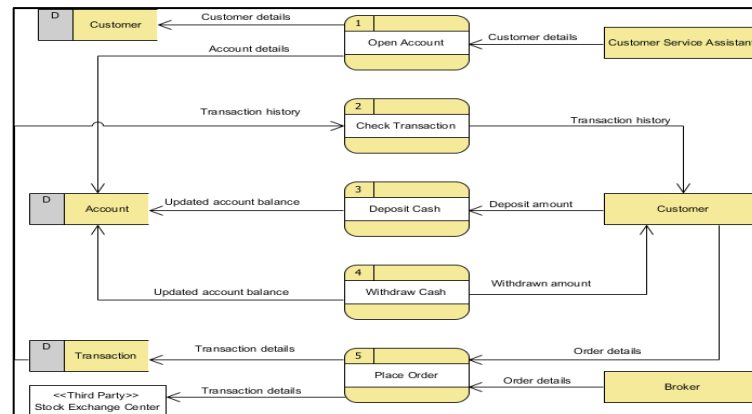 D
Customer
Customer details
1
Open Account
Customer details
Customer Service Assistant
Account details
Transaction history
2
Check Transaction
Transaction history
D
Account
Updated account balance
3
Deposit Cash
Deposit amount
Customer
Updated account balance
4
Withdraw Cash
Withdrawn amount
D
Transaction
Transaction details
5
Place Order
Order details
<<Third Party>>
Stock Exchange Center
Transaction details
Order details
Broker